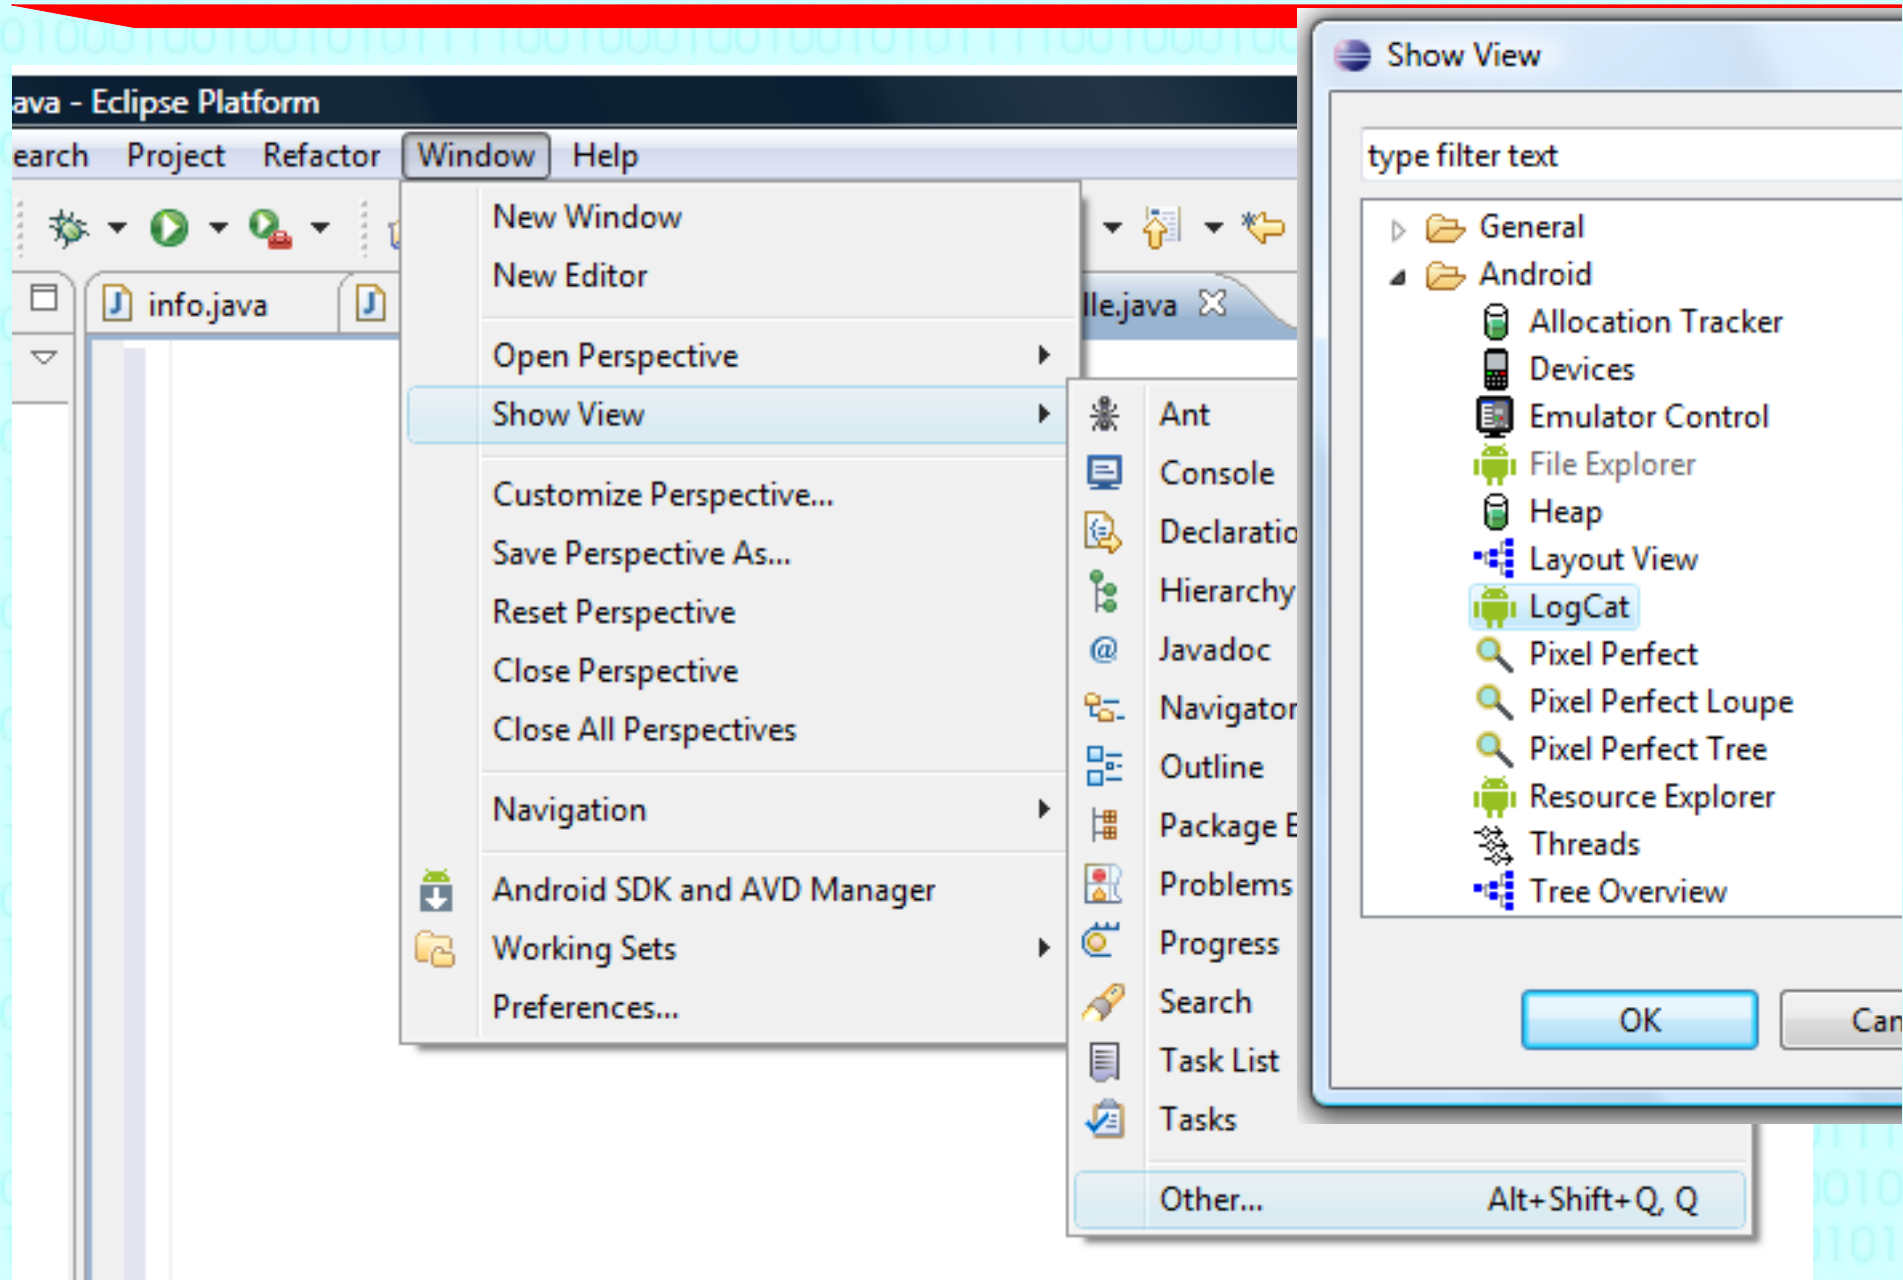 ava - Eclipse Platform
earch Project Refactor Window Help
info.java
lle.java
New Window
New Editor
Open Perspective
Show View
Customize Perspective...
Save Perspective As...
Reset Perspective
Close Perspective
Close All Perspectives
Navigation
Android SDK and AVD Manager
Working Sets
Preferences...
Ant
Console
Declaratio
Hierarchy
Javadoc
Navigator
Outline
Package E
Problems
Progress
Search
Task List
Tasks
Other... Alt+Shift+Q, Q
Show View
type filter text
General
Android
Allocation Tracker
Devices
Emulator Control
File Explorer
Heap
Layout View
LogCat
Pixel Perfect
Pixel Perfect Loupe
Pixel Perfect Tree
Resource Explorer
Threads
Tree Overview
OK Can